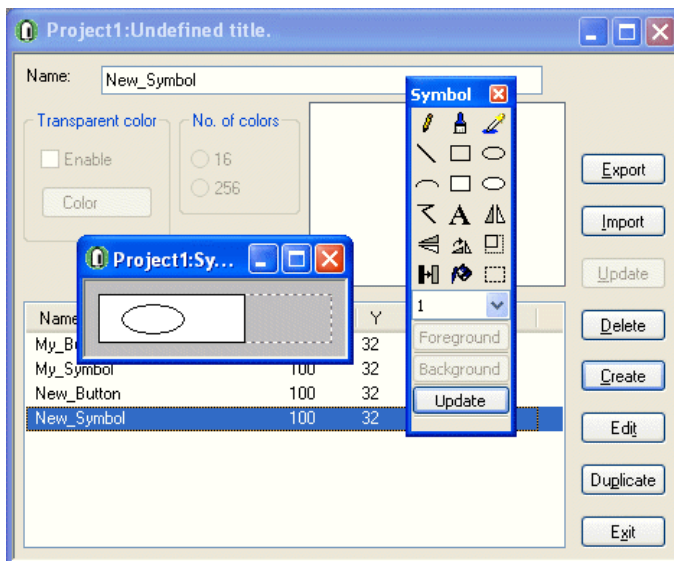 Project1:Undefined title.
Name: New_Symbol
Symbol
Transparent color No. of colors
Enable 16
256
Color
Export
Import
Update
Delete
Create
Edit
Duplicate
Exit
A
1
Foreground
Background
Update
Project1:Sy...
Name Y
My_B 32
My_Symbol 100 32
New_Button 100 32
New_Symbol 100 32